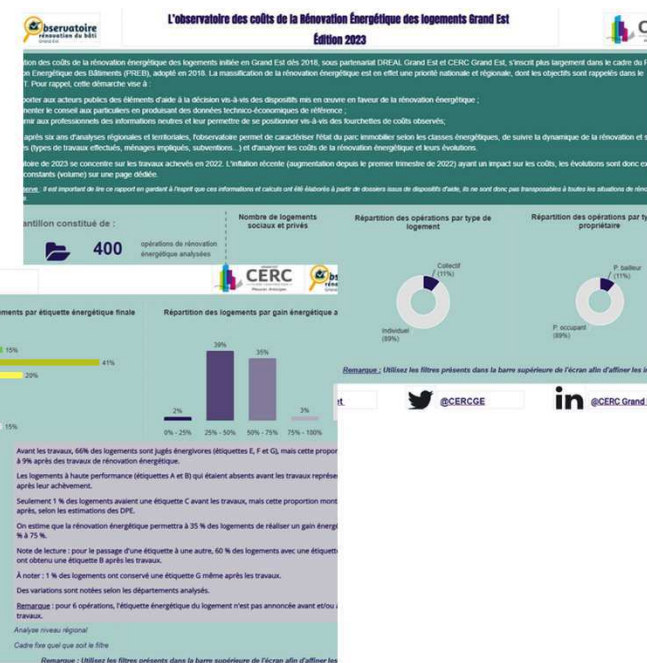 Observatoire
rénovation du bâti
Grand Est
L'observatoire des coûts de la Rénovation Énergétique des logements Grand Est
Édition 2023
C
tion des coûts de la rénovation énergétique des logements initiée en Grand Est dès 2018, sous partenariat DREAL Grand Est et CERC Grand Est, s'inscrit plus largement dans le cadre du P
n Energétique des Bâtiments (PREB), adopté en 2018. La massification de la rénovation énergétique est en effet une priorité nationale et régionale, dont les objectifs sont rappelés dans le
T. Pour rappel, cette démarche vise à :
porter aux acteurs publics des éléments d'aide à la décision vis-à-vis des dispositifs mis en œuvre en faveur de la rénovation énergétique ;
menter le conseil aux particuliers en produisant des données technico-économiques de référence ;
rnir aux professionnels des informations neutres et leur permettre de se positionner vis-à-vis des fourchettes de coûts observés;
après six ans d'analyses régionales et territoriales, l'observatoire permet de caractériser l'état du parc immobilier selon les classes énergétiques, de suivre la dynamique de la rénovation et s
s (types de travaux effectués, ménages impliqués, subventions...) et d'analyser les coûts de la rénovation énergétique et leurs évolutions.
toire de 2023 se concentre sur les travaux achevés en 2022. L'inflation récente (augmentation depuis le premier trimestre de 2022) ayant un impact sur les coûts, les évolutions sont donc ex
constants (volume) sur une page dédiée.
Il est important de lire ce rapport en gardant à l'esprit que ces informations et calculs ont été élaborés à partir de dossiers issus de dispositifs d'aide, ils ne sont donc pas transposables à toutes les situations de réno
antillon constitué de :
400
opérations de rénovation
énergétique analysées
Nombre de logements
sociaux et privés
Répartition des opérations par type de
logement
Collectif
(11%)
Individuel
(89%)
Répartition des opérations par ty
propriétaire
P. bailleur
(11%)
P. occupant
(89%)
Remarque : Utilisez les filtres présents dans la barre supérieure de l'écran afin d'affiner les in
et
@CERCGE
in
@CERC Grand
CERC
ements par étiquette énergétique finale
15%
41%
20%
15%
Répartition des logements par gain énergétique a
2%
39%
35%
3%
0% - 25%
25% - 50%
50% - 75%
75% - 100%
Avant les travaux, 66% des logements sont jugés énergivores (étiquettes E, F et G), mais cette propor
à 9% après des travaux de rénovation énergétique.
Les logements à haute performance (étiquettes A et B) qui étaient absents avant les travaux représe
après leur achèvement.
Seulement 1 % des logements avaient une étiquette C avant les travaux, mais cette proportion mont
après, selon les estimations des DPE.
On estime que la rénovation énergétique permettra à 35 % des logements de réaliser un gain énergé
% à 75 %.
Note de lecture : pour le passage d'une étiquette à une autre, 60 % des logements avec une étiquett
ont obtenu une étiquette B après les travaux.
À noter : 1 % des logements ont conservé une étiquette G même après les travaux.
Des variations sont notées selon les départements analysés.
Remarque : pour 6 opérations, l'étiquette énergétique du logement n'est pas annoncée avant et/ou a
travaux.
Analyse niveau régional
Cadre fixe quel que soit le filtre
Remarque : Utilisez les filtres présents dans la barre supérieure de l'écran afin d'affiner les